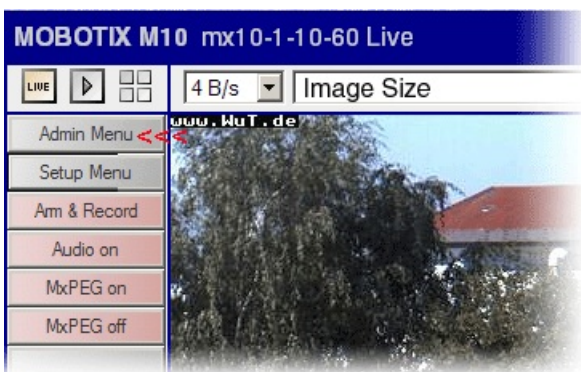 MOBOTIX M10 mx10-1-10-60 Live
LIVE
4 B/s
Image Size
Admin Menu <<<
www.WuT.de
Setup Menu
Arm & Record
Audio on
MxPEG on
MxPEG off